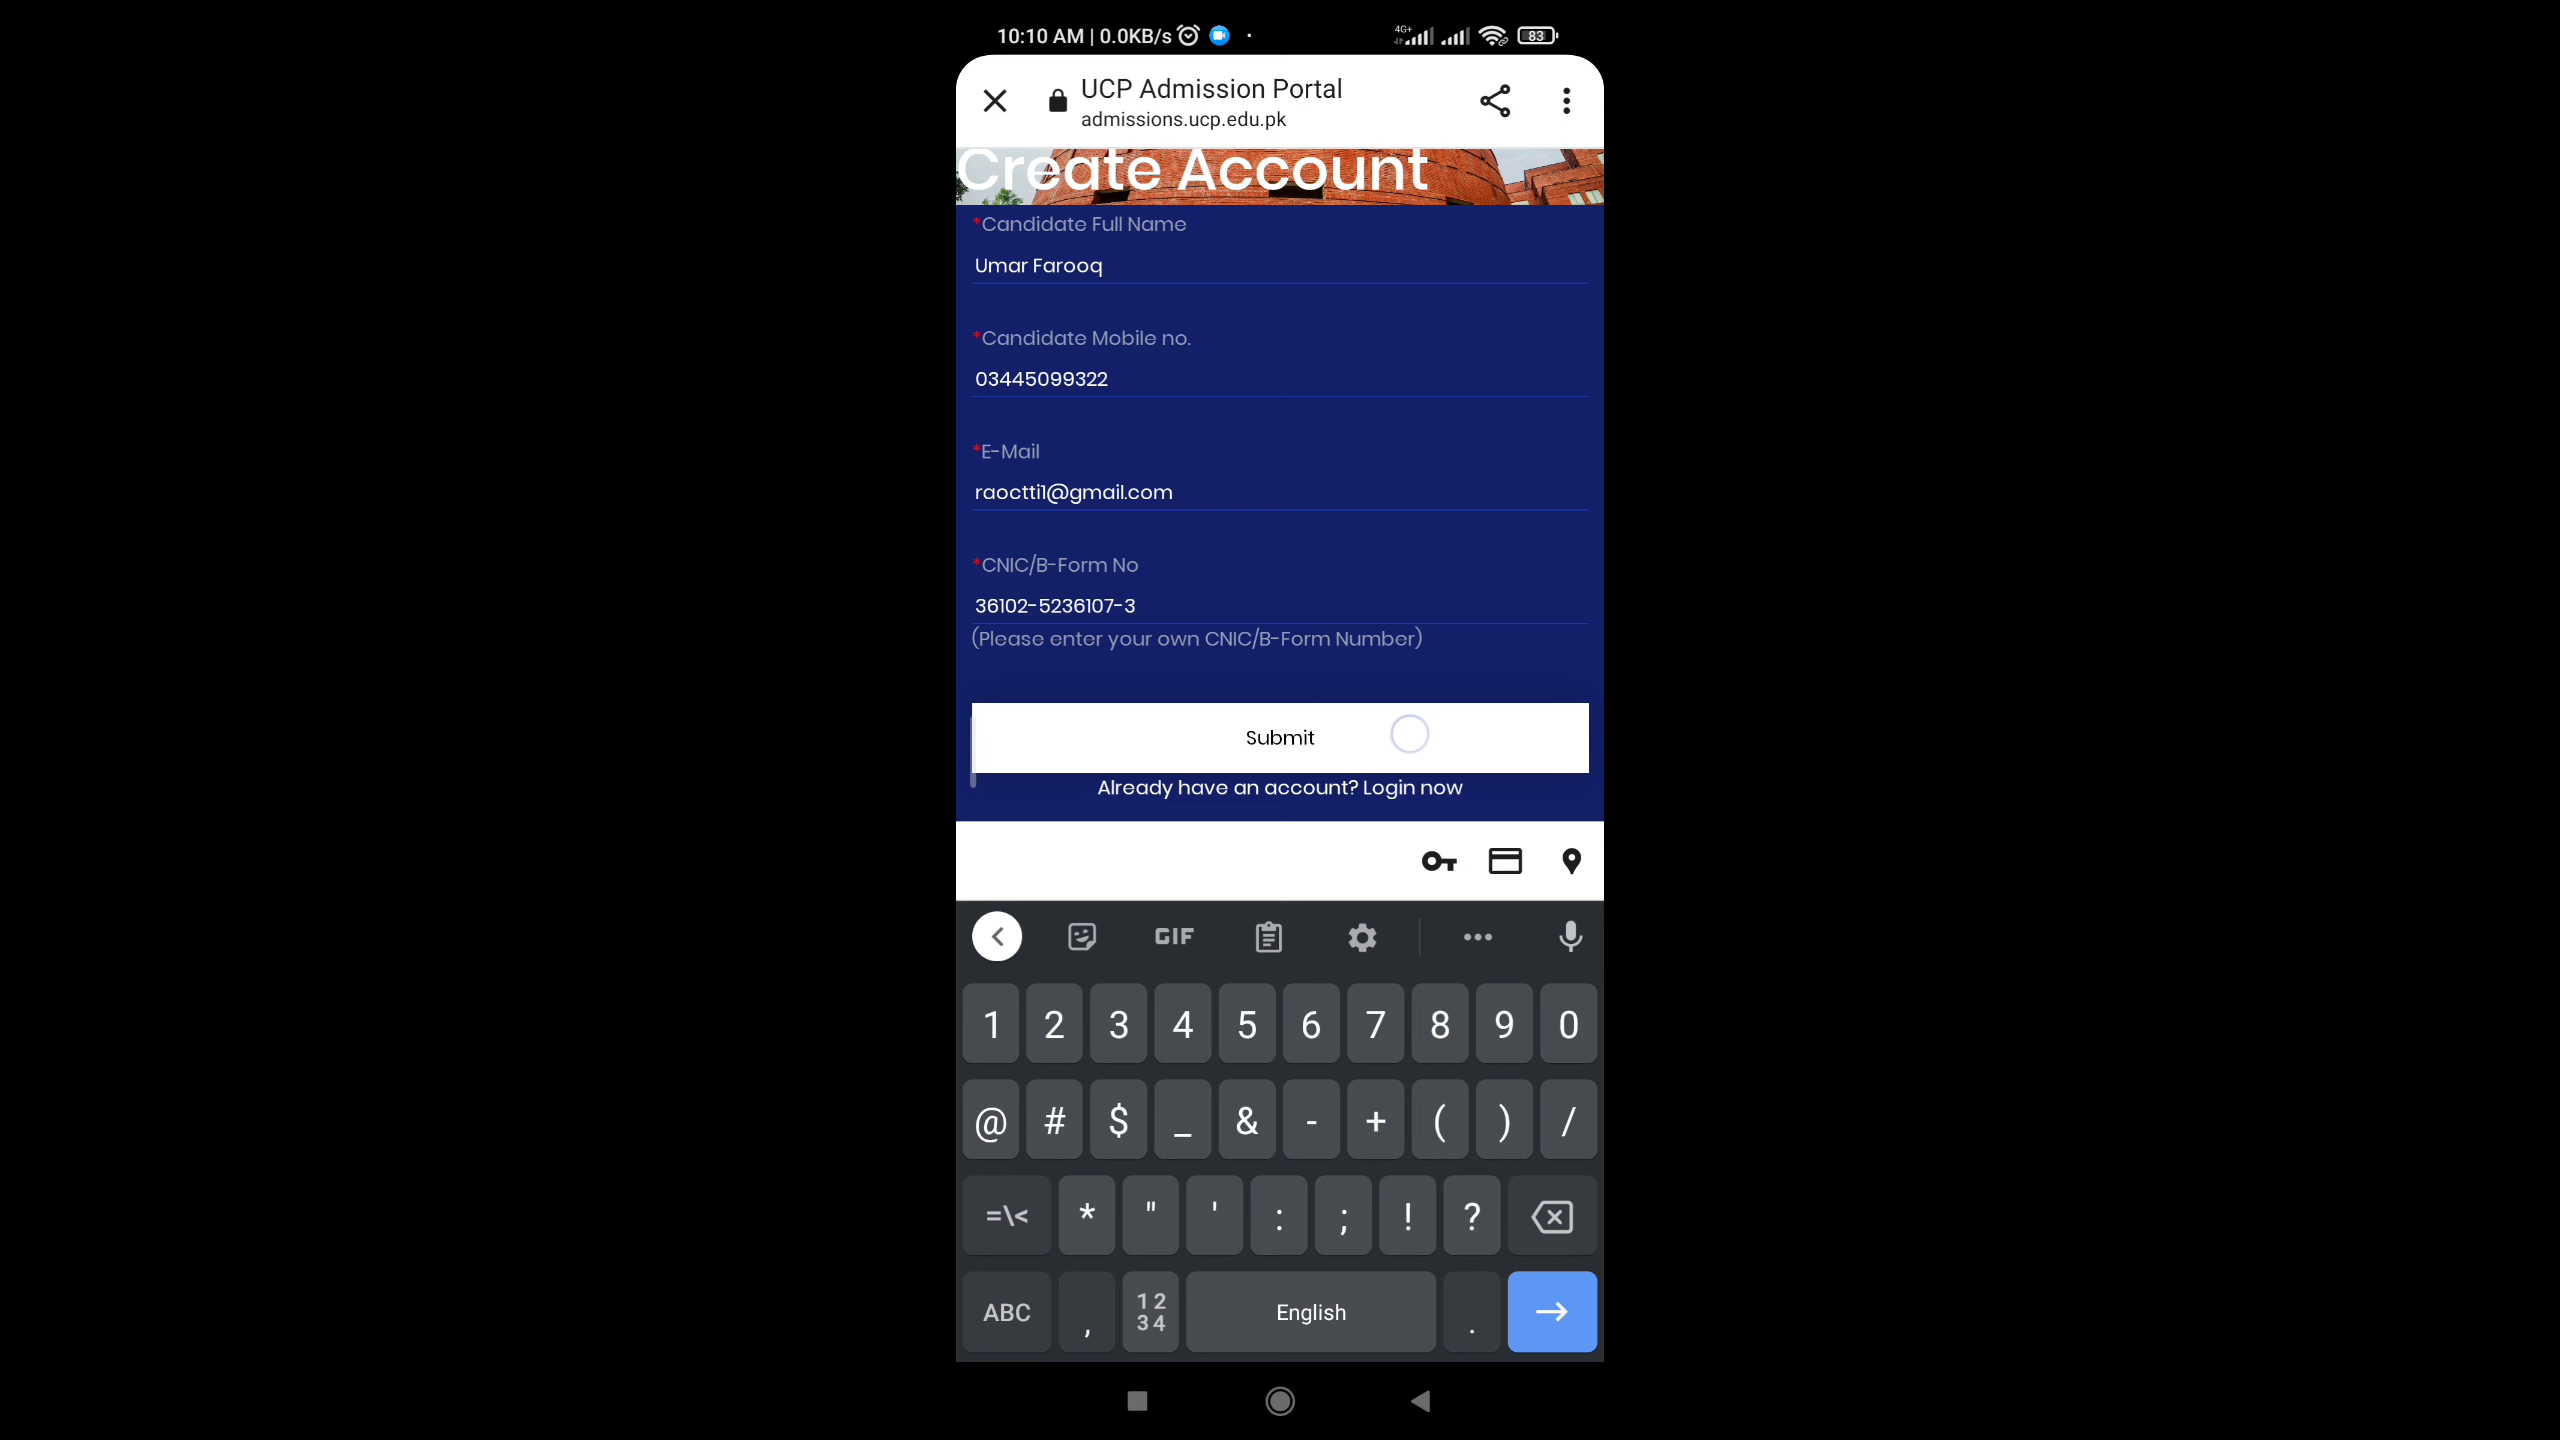 10:10 AM | 0.0KB/s
4G+
83
UCP Admission Portal
admissions.ucp.edu.pk
Create Account
*Candidate Full Name
Umar Farooq
*Candidate Mobile no.
03445099322
*E-Mail
raoctti1@gmail.com
*CNIC/B-Form No
36102-5236107-3
(Please enter your own CNIC/B-Form Number)
Submit
Already have an account? Login now
GIF
1 2 3 4 5 6 7 8 9 0
@ # $ _ & - + ( ) /
=\< * " ' : ; ! ?
ABC , 12 34 English .